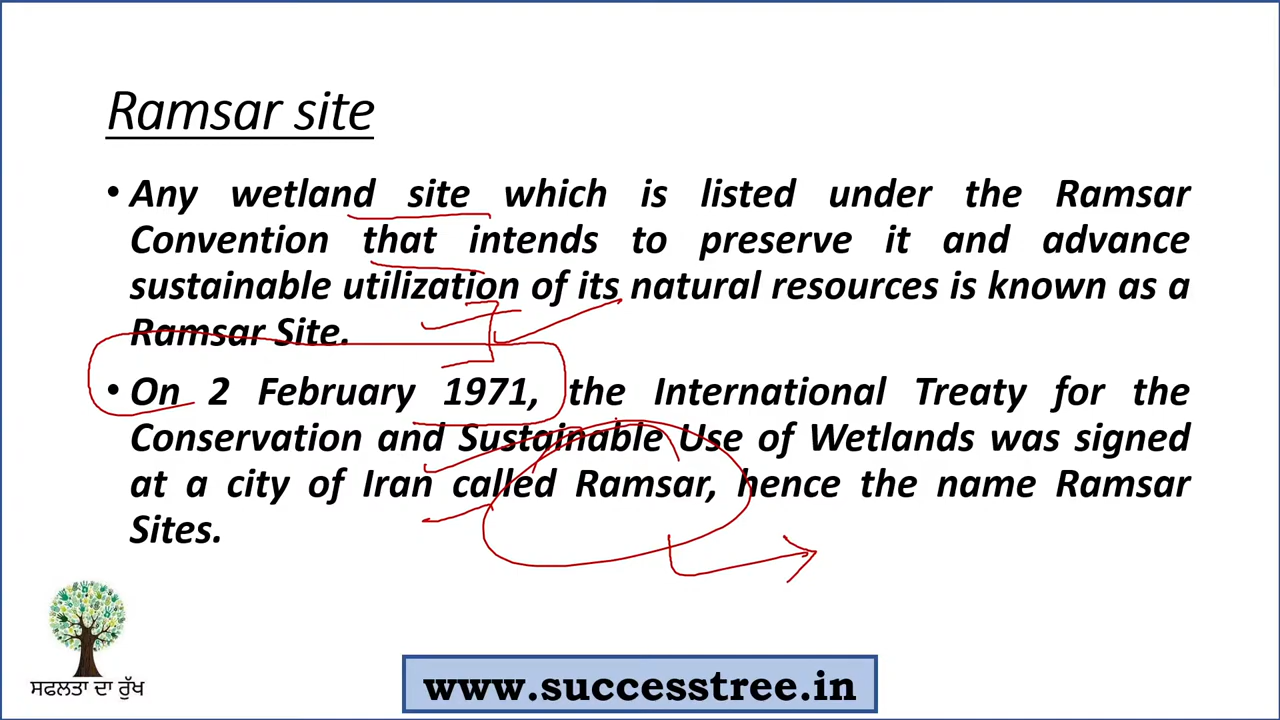 Ramsar site
• Any wetland site which is listed under the Ramsar
Convention that intends to preserve it and advance
sustainable utilization of its natural resources is known as a
Ramsar Site.
• On 2 February 1971, the International Treaty for the
Conservation and Sustainable Use of Wetlands was signed
at a city of Iran called Ramsar, hence the name Ramsar
Sites.
ਸਫਲਤਾ ਦਾ ਰੁੱਖ
www.successtree.in